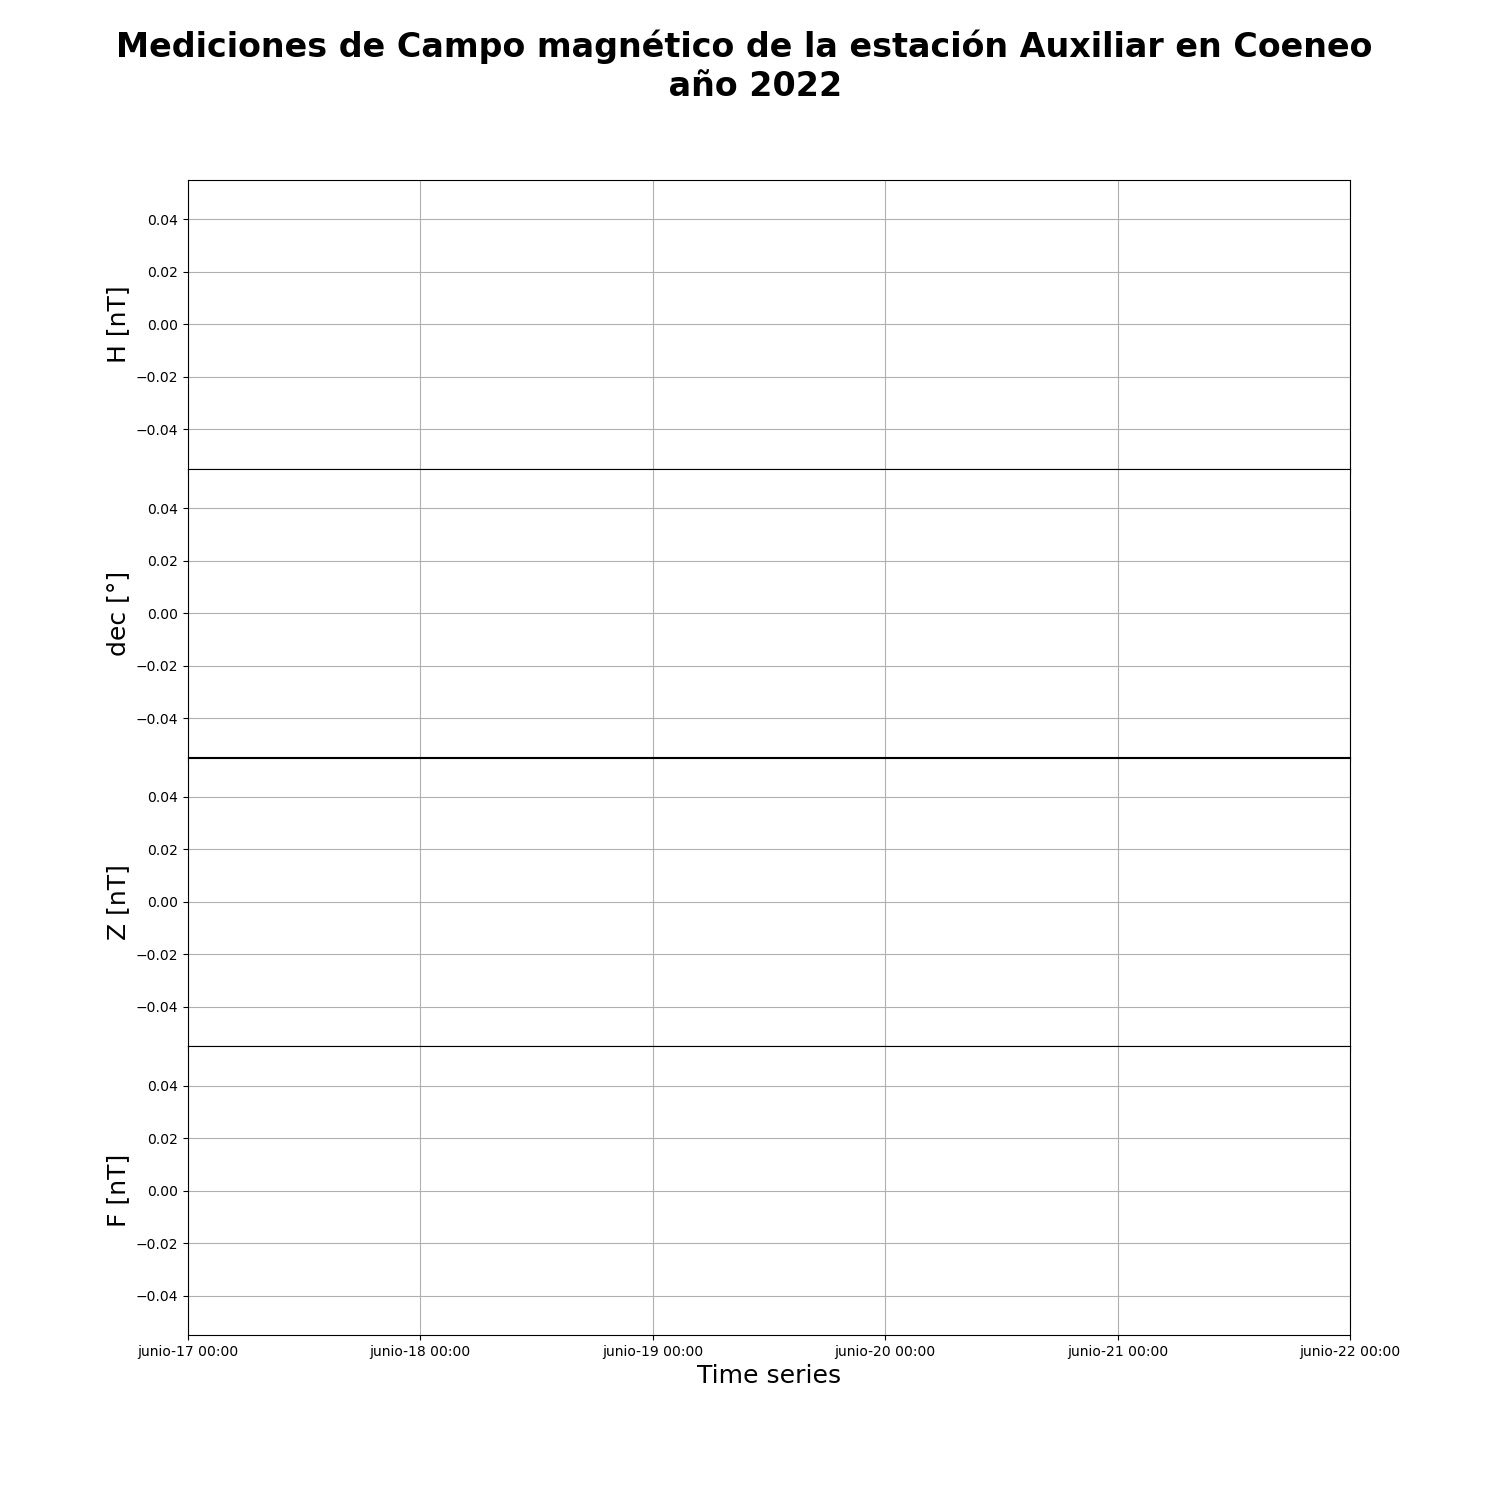 Mediciones de Campo magnético de la estación Auxiliar en Coeneo
año 2022
H [nT]
0.04
0.02
0.00
−0.02
−0.04
dec [°]
0.04
0.02
0.00
−0.02
−0.04
Z [nT]
0.04
0.02
0.00
−0.02
−0.04
F [nT]
0.04
0.02
0.00
−0.02
−0.04
junio-17 00:00 junio-18 00:00 junio-19 00:00 junio-20 00:00 junio-21 00:00 junio-22 00:00
Time series